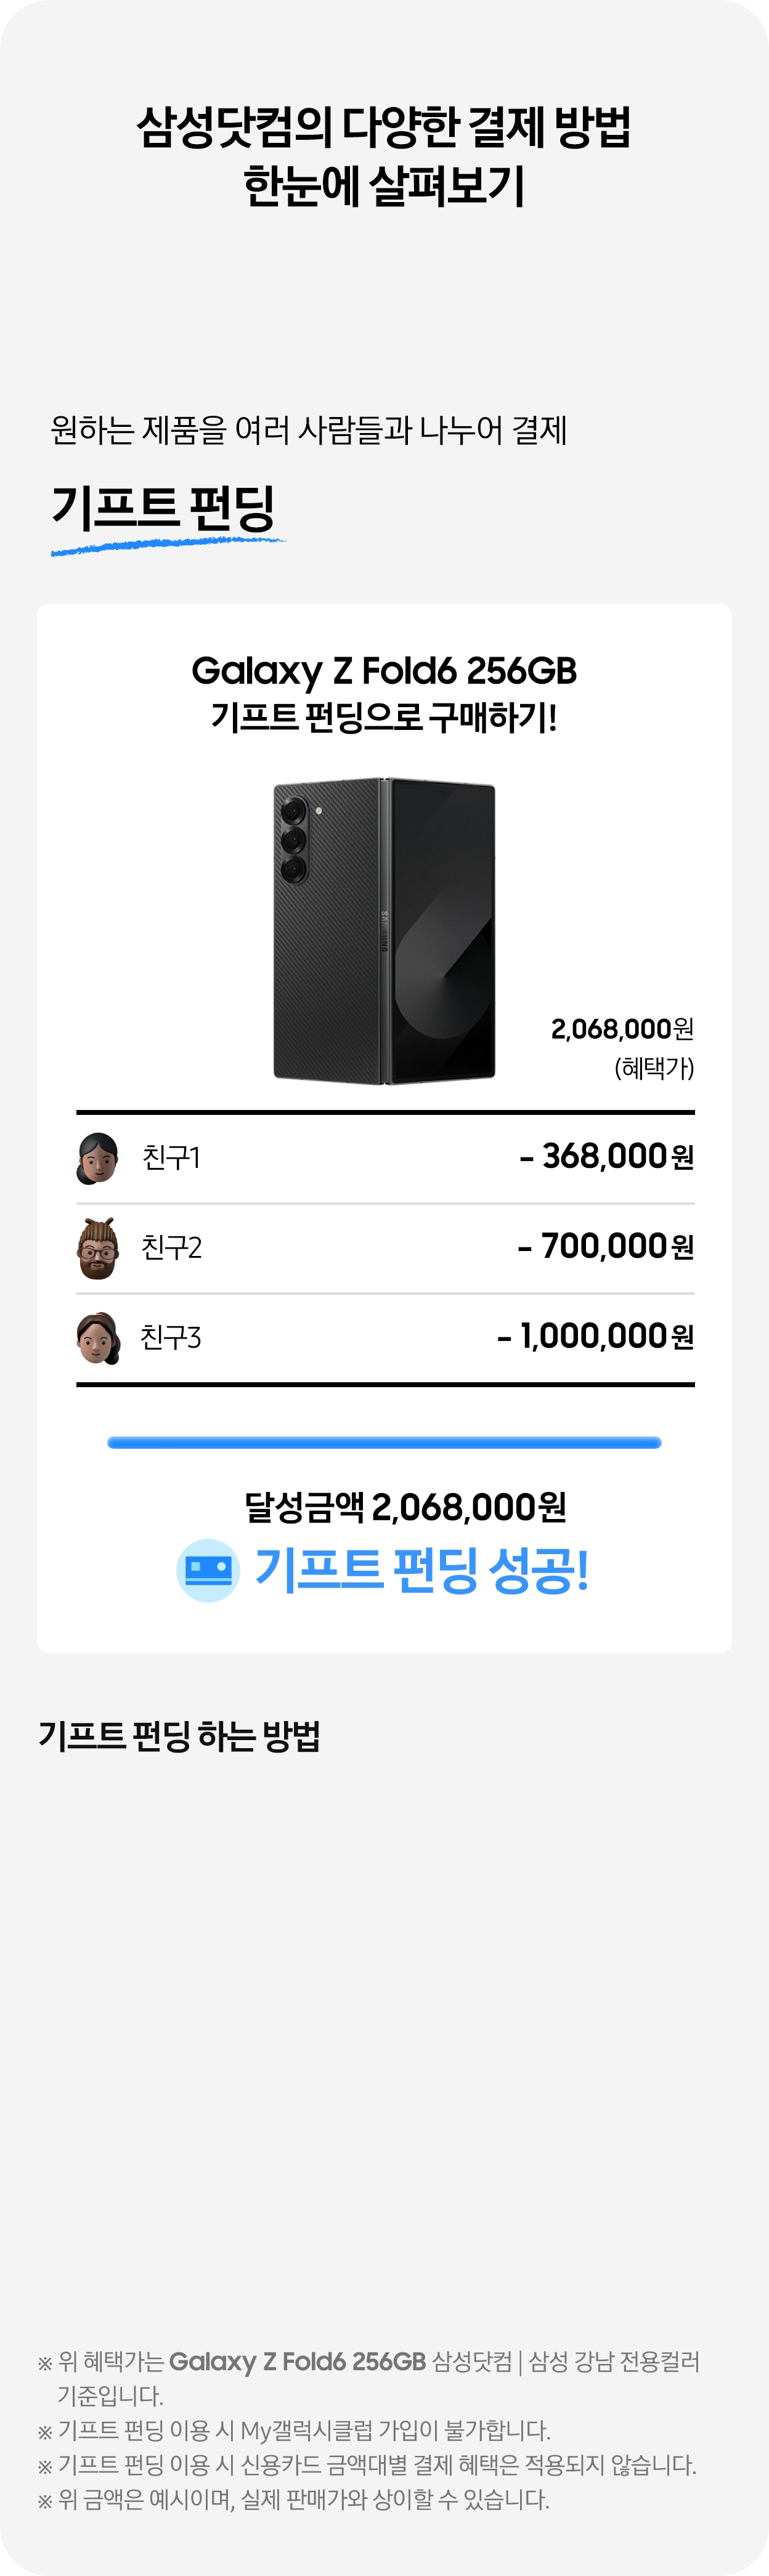 삼성닷컴의 다양한 결제 방법
한눈에 살펴보기
원하는 제품을 여러 사람들과 나누어 결제
기프트 펀딩
Galaxy Z Fold6 256GB
기프트 펀딩으로 구매하기!
SAMSUNG
2,068,000원
(혜택가)
친구1 - 368,000 원
친구2 - 700,000 원
친구3 - 1,000,000 원
달성금액 2,068,000원
기프트 펀딩 성공!
기프트 펀딩 하는 방법
※ 위 혜택가는 Galaxy Z Fold6 256GB 삼성닷컴 | 삼성 강남 전용컬러
기준입니다.
※ 기프트 펀딩 이용 시 My갤럭시클럽 가입이 불가합니다.
※ 기프트 펀딩 이용 시 신용카드 금액대별 결제 혜택은 적용되지 않습니다.
※ 위 금액은 예시이며, 실제 판매가와 상이할 수 있습니다.